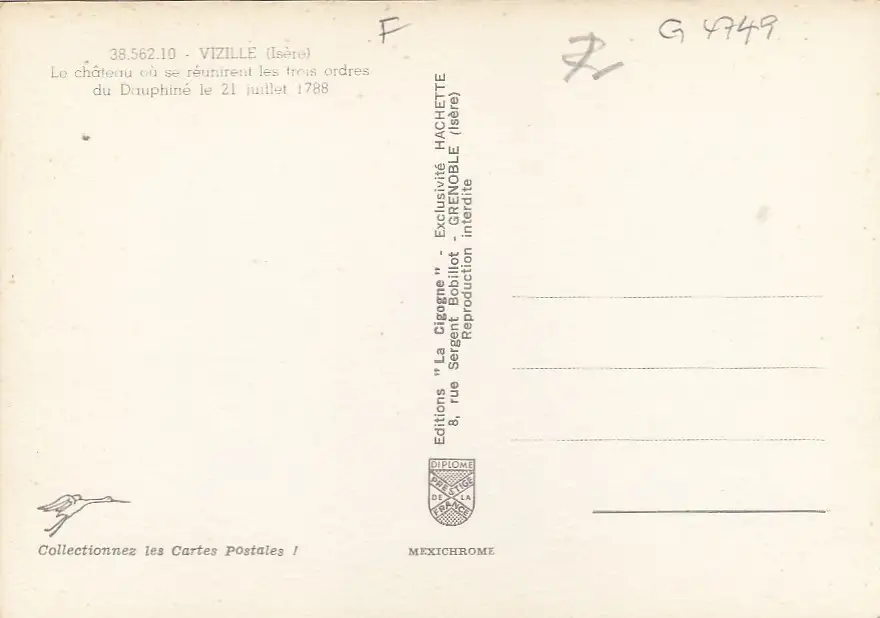 F
G 4749
38.562.10 - VIZILLE (Isère)
Le château où se réunirent les trois ordres
du Dauphiné le 21 juillet 1788
Editions "La Cigogne" - Exclusivité HACHETTE
8, rue Sergent Bobillot - GRENOBLE (Isère)
Reproduction interdite
DIPLOME
PRESTIGE
DE LA
FRANCE
Collectionnez les Cartes Postales !
MEXICHROME